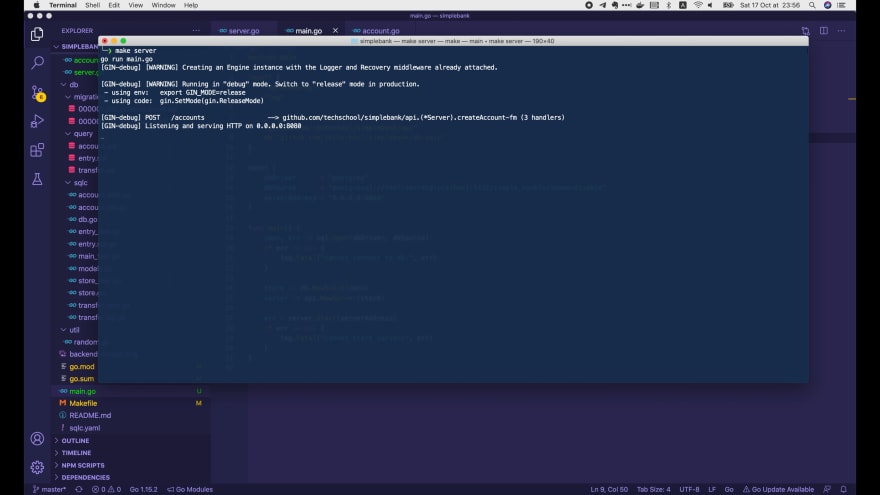 Terminal Shell Edit View Window Help
Sat 17 Oct at 23:56
main.go — simplebank
EXPLORER
server.go
main.go
account.go
simplebank — make server — make — main • make server — 190×40
SIMPLEBAN
accoun
server.g
db
migrati
00000
00000
query
accou
entry.s
transf
sqlc
accou
accou
db.go
entry_
entry.
main_
model
store_
store.
transf
transf
util
random
backend
go.mod
go.sum
main.go U
Makefile M
README.md
sqlc.yaml
OUTLINE
TIMELINE
NPM SCRIPTS
DEPENDENCIES
make server
go run main.go
[GIN-debug] [WARNING] Creating an Engine instance with the Logger and Recovery middleware already attached.
[GIN-debug] [WARNING] Running in "debug" mode. Switch to "release" mode in production.
- using env: export GIN_MODE=release
- using code: gin.SetMode(gin.ReleaseMode)
[GIN-debug] POST /accounts --> github.com/techschool/simplebank/api.(*Server).createAccount-fm (3 handlers)
[GIN-debug] Listening and serving HTTP on 0.0.0.0:8080
master* 0 0 Go 1.15.2 Go Modules
Ln 9, Col 50 Tab Size: 4 UTF-8 LF Go Go Update Available